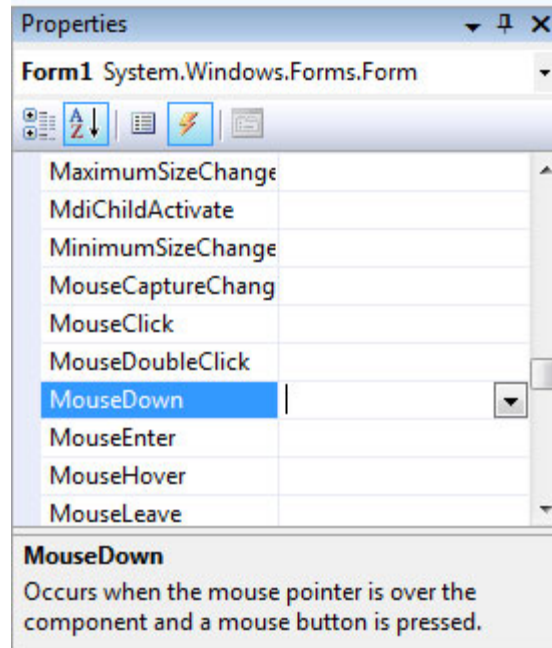 Properties
Form1 System.Windows.Forms.Form
A
Z
MaximumSizeChange
MdiChildActivate
MinimumSizeChange
MouseCaptureChang
MouseClick
MouseDoubleClick
MouseDown
MouseEnter
MouseHover
MouseLeave
MouseDown
Occurs when the mouse pointer is over the
component and a mouse button is pressed.